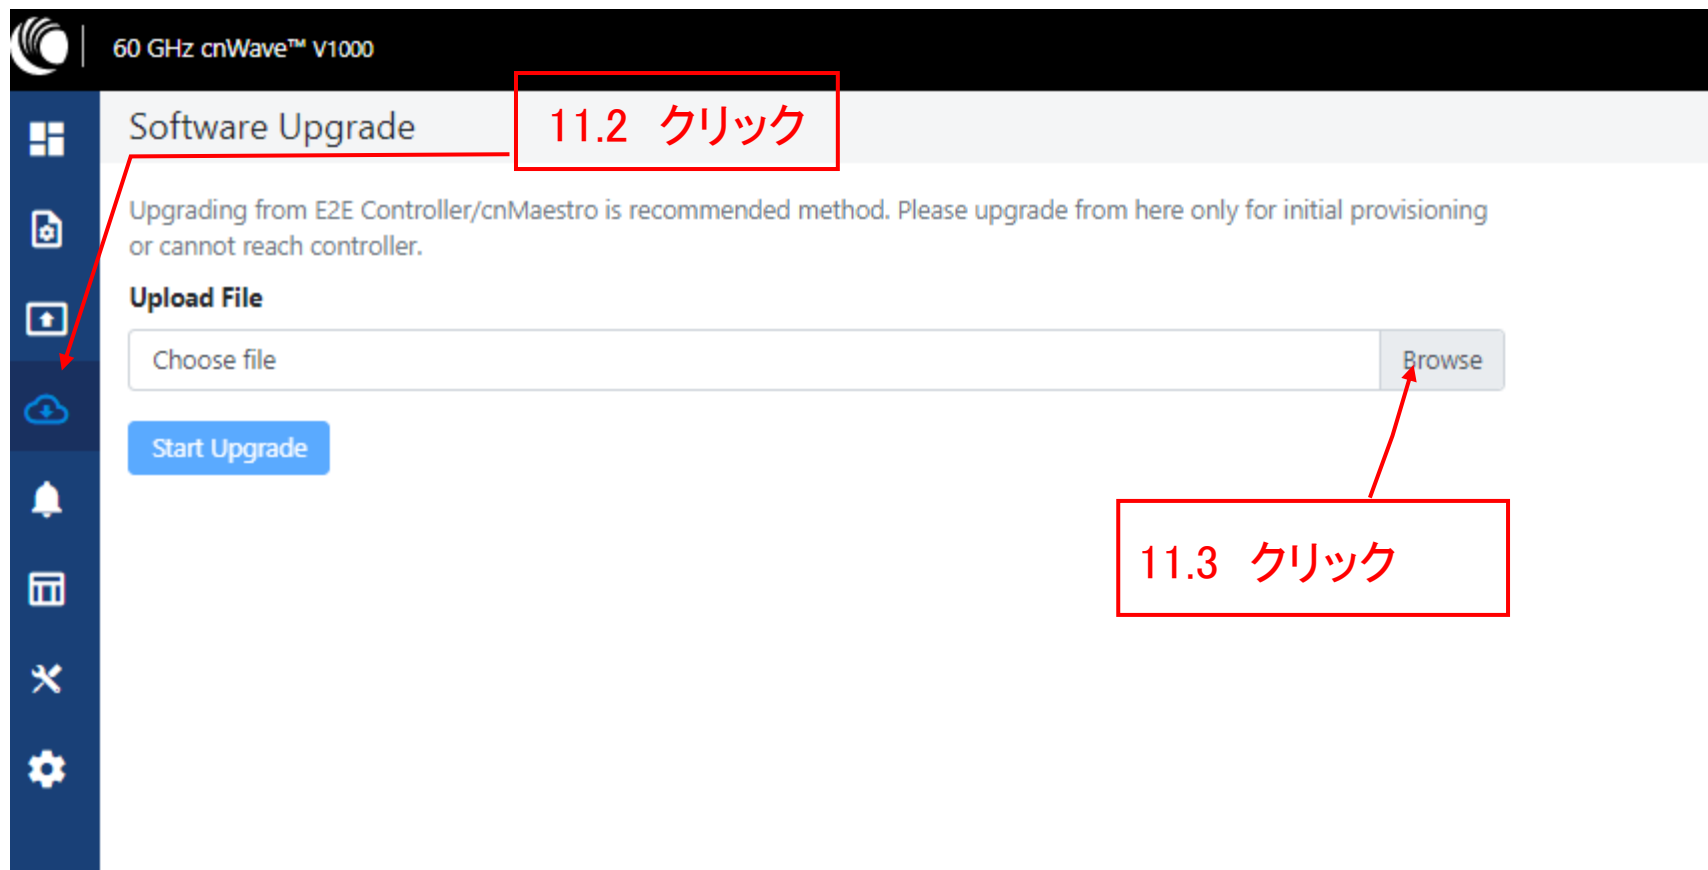 60 GHz cnWave™ V1000
Software Upgrade
11.2 クリック
Upgrading from E2E Controller/cnMaestro is recommended method. Please upgrade from here only for initial provisioning
or cannot reach controller.
Upload File
Choose file
Browse
Start Upgrade
11.3 クリック